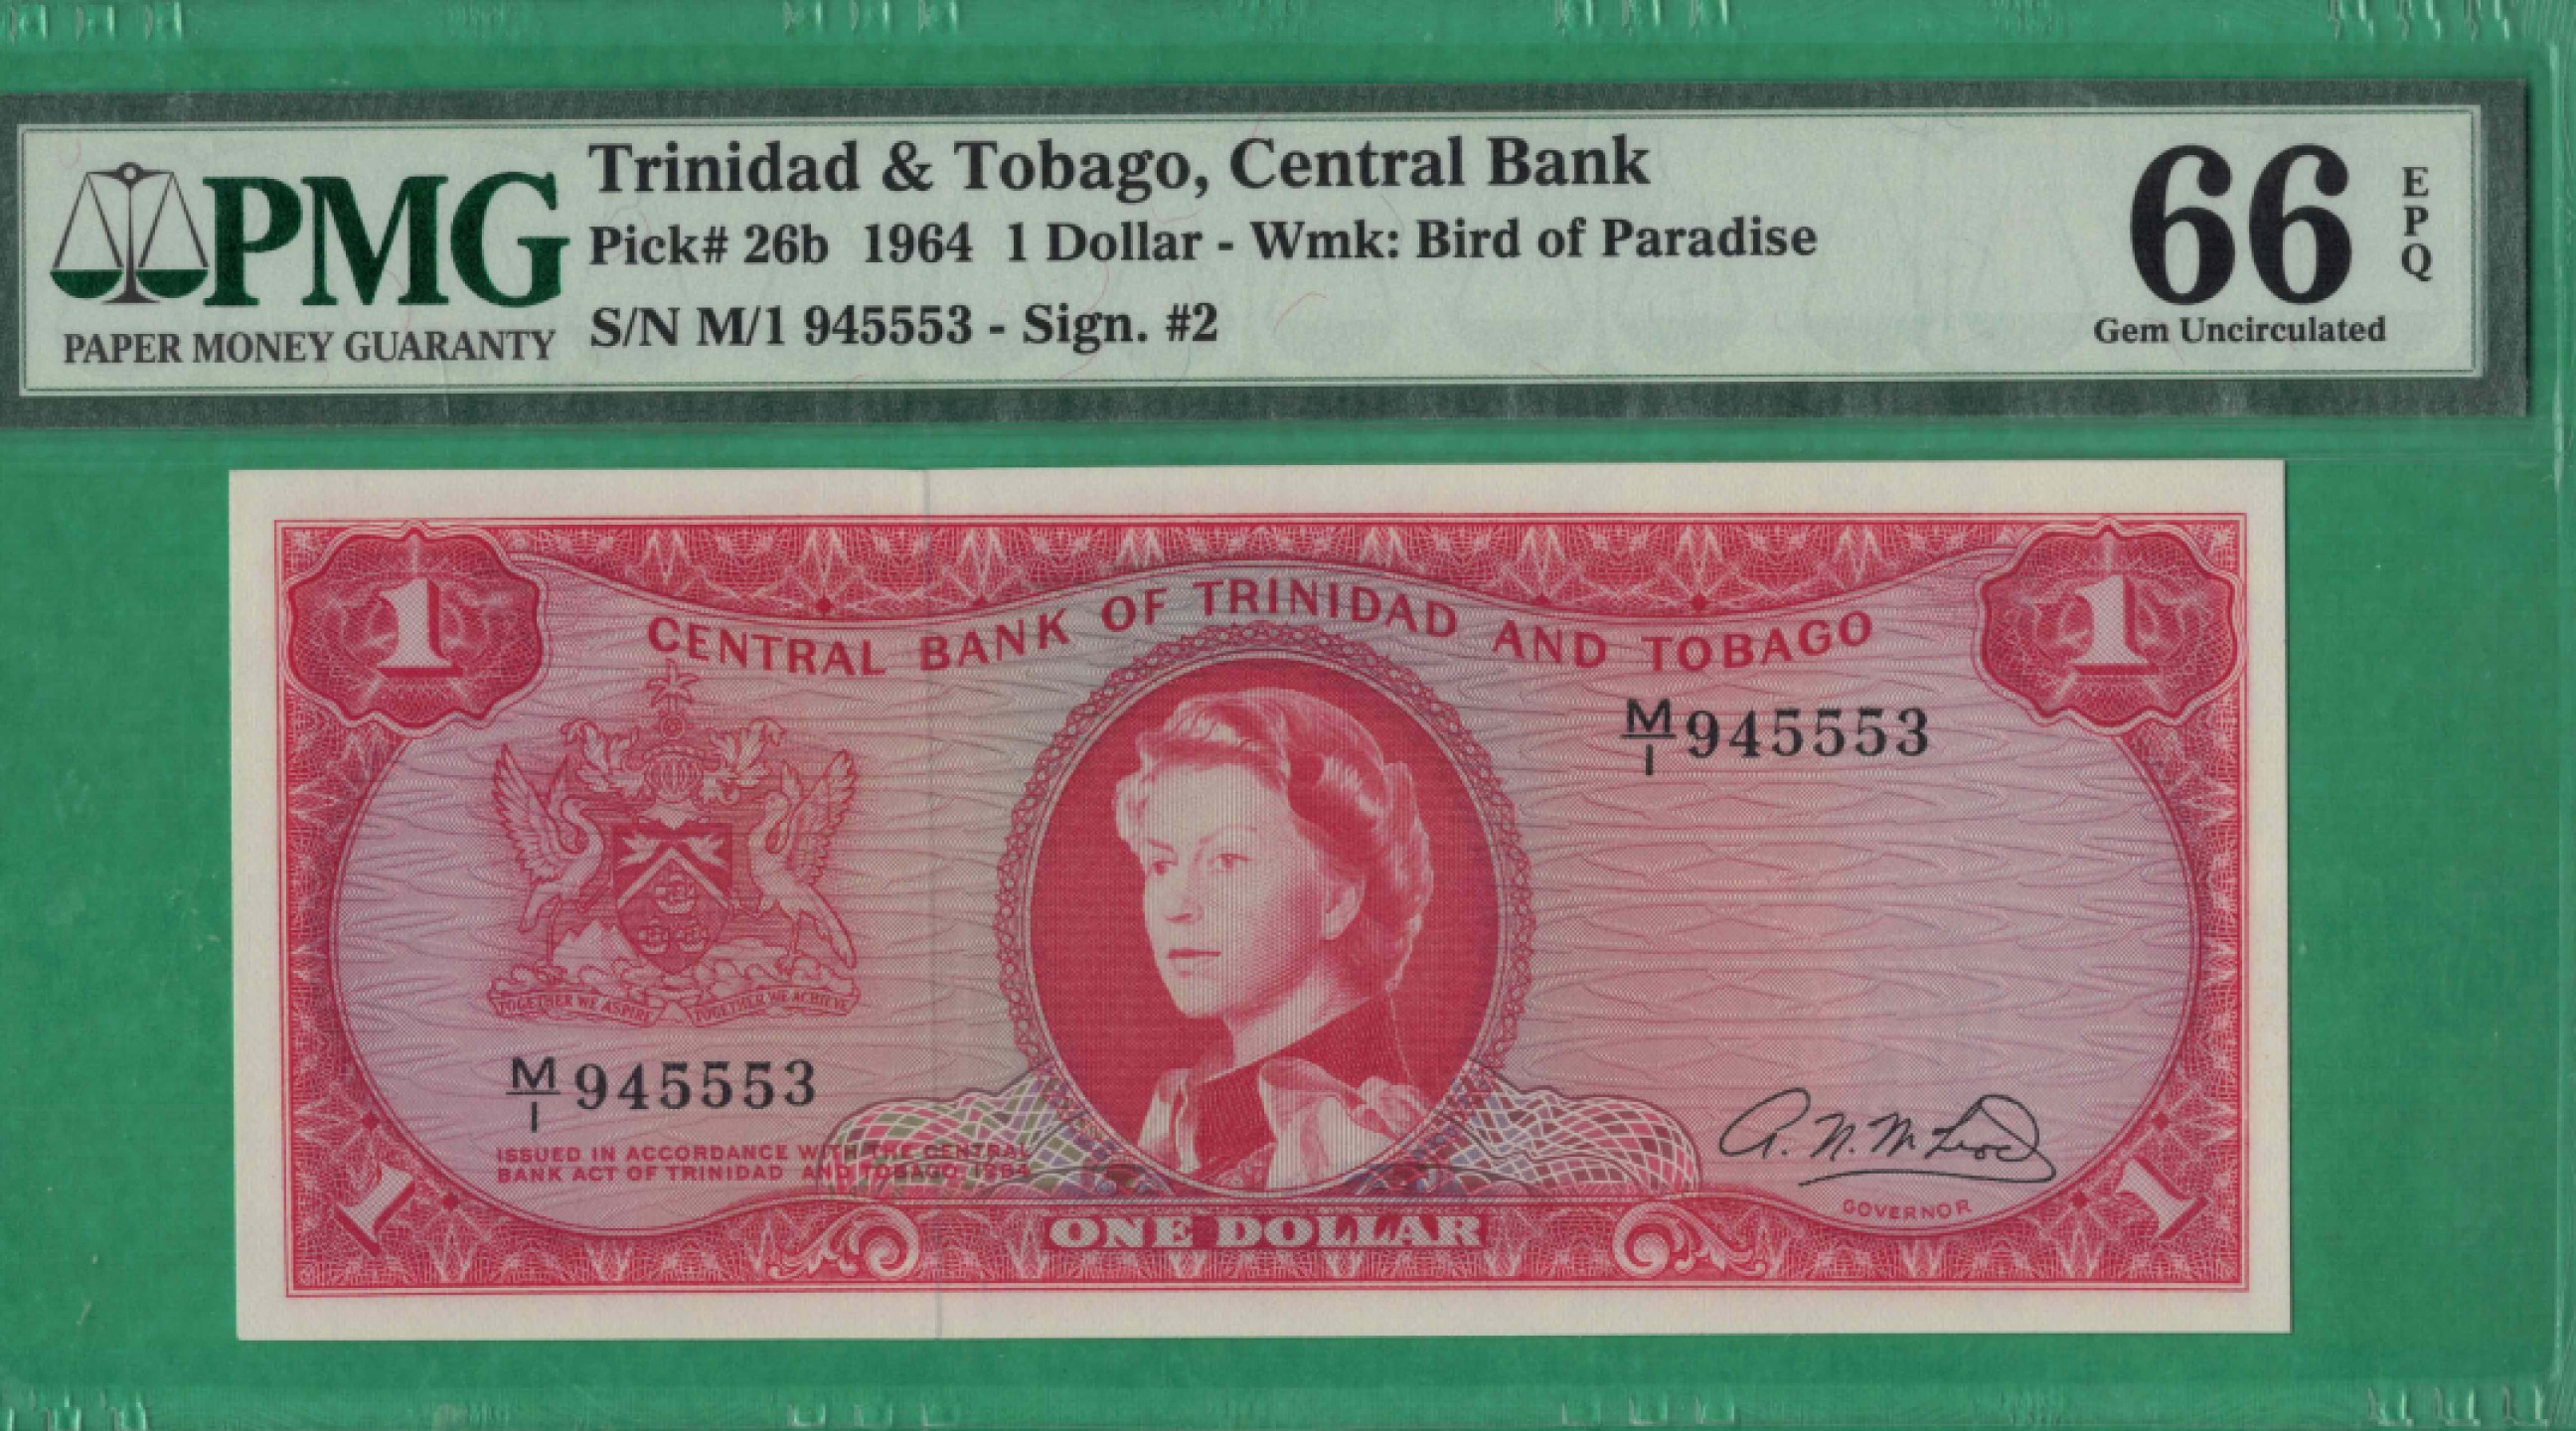 PMG
PAPER MONEY GUARANTY
Trinidad & Tobago, Central Bank
Pick# 26b 1964 1 Dollar - Wmk: Bird of Paradise
S/N M/1 945553 - Sign. #2
66
EPQ
Gem Uncirculated
1
1
CENTRAL BANK OF TRINIDAD AND TOBAGO
M/1 945553
TOGETHER WE ASPIRE TOGETHER WE ACHIEVE
M/1 945553
ISSUED IN ACCORDANCE WITH THE CENTRAL
BANK ACT OF TRINIDAD AND TOBAGO 1964
A. N. McLeod
GOVERNOR
1
ONE DOLLAR
1